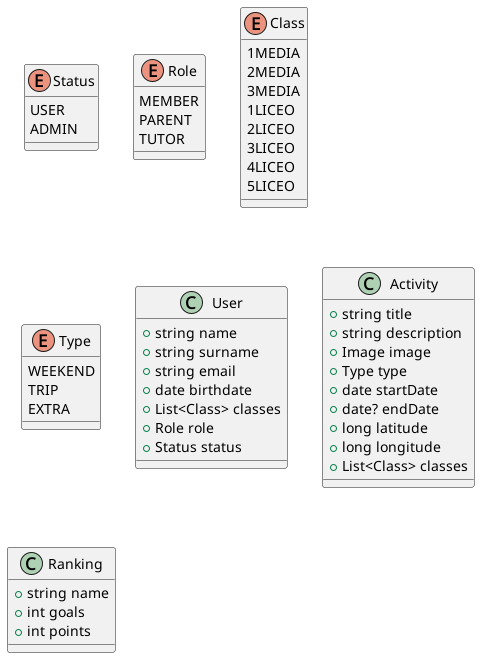 E Status
USER
ADMIN
E Role
MEMBER
PARENT
TUTOR
E Class
1MEDIA
2MEDIA
3MEDIA
1LICEO
2LICEO
3LICEO
4LICEO
5LICEO
E Type
WEEKEND
TRIP
EXTRA
C User
string name
string surname
string email
date birthdate
List<Class> classes
Role role
Status status
C Activity
string title
string description
Image image
Type type
date startDate
date? endDate
long latitude
long longitude
List<Class> classes
C Ranking
string name
int goals
int points